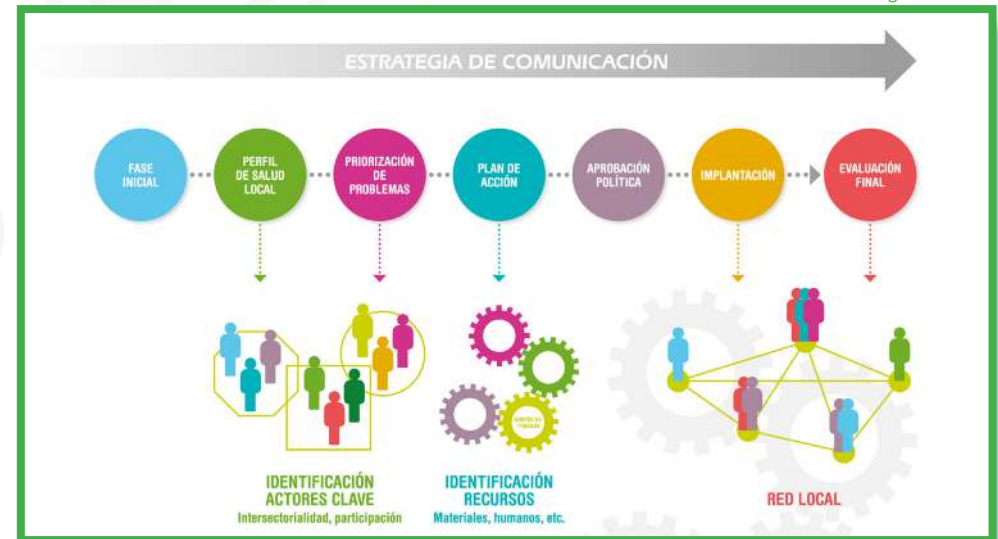 ESTRATEGIA DE COMUNICACIÓN
FASE
INICIAL
PERFIL
DE SALUD
LOCAL
PRIORIZACIÓN
DE
PROBLEMAS
PLAN DE
ACCIÓN
APROBACIÓN
POLÍTICA
IMPLANTACIÓN
EVALUACIÓN
FINAL
IDENTIFICACIÓN
ACTORES CLAVE
Intersectorialidad, participación
IDENTIFICACIÓN
RECURSOS
Materiales, humanos, etc.
RED LOCAL